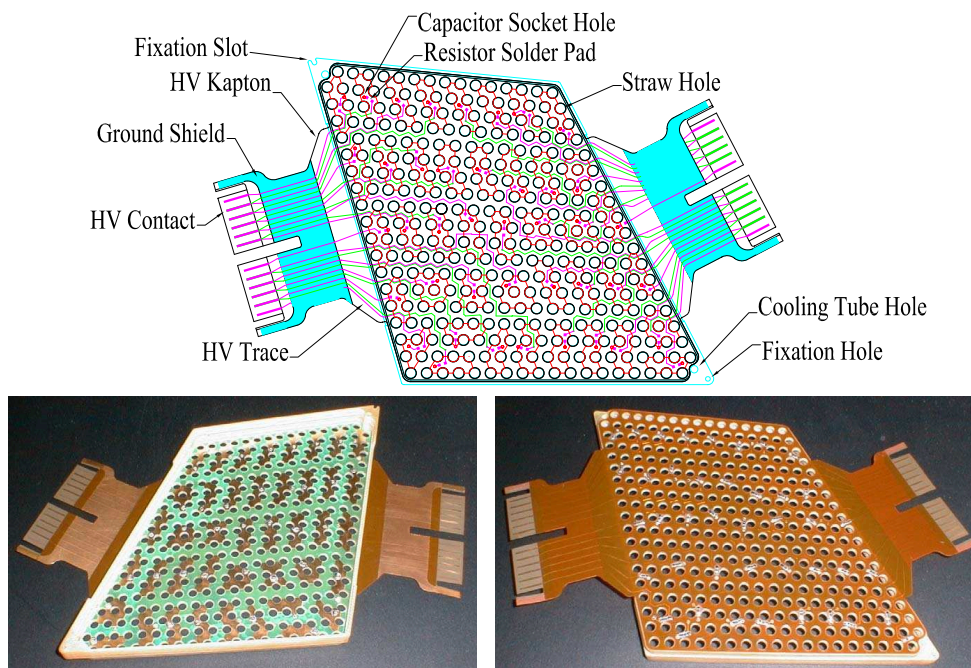 Capacitor Socket Hole
Fixation Slot
Resistor Solder Pad
HV Kapton
Straw Hole
Ground Shield
HV Contact
Cooling Tube Hole
HV Trace
Fixation Hole